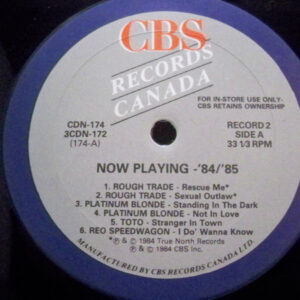 CBS
RECORDS
CANADA
FOR IN-STORE USE ONLY-
CBS RETAINS OWNERSHIP
CDN-174
3CDN-172
(174-A)
RECORD 2
SIDE A
33 1/3 RPM
NOW PLAYING -'84/'85
1. ROUGH TRADE - Rescue Me*
2. ROUGH TRADE - Sexual Outlaw*
3. PLATINUM BLONDE - Standing In The Dark
4. PLATINUM BLONDE - Not In Love
5. TOTO - Stranger In Town
6. REO SPEEDWAGON - I Do' Wanna Know
*℗ & © 1984 True North Records
℗ & © 1984 CBS Inc.
MANUFACTURED BY CBS RECORDS CANADA LTD.